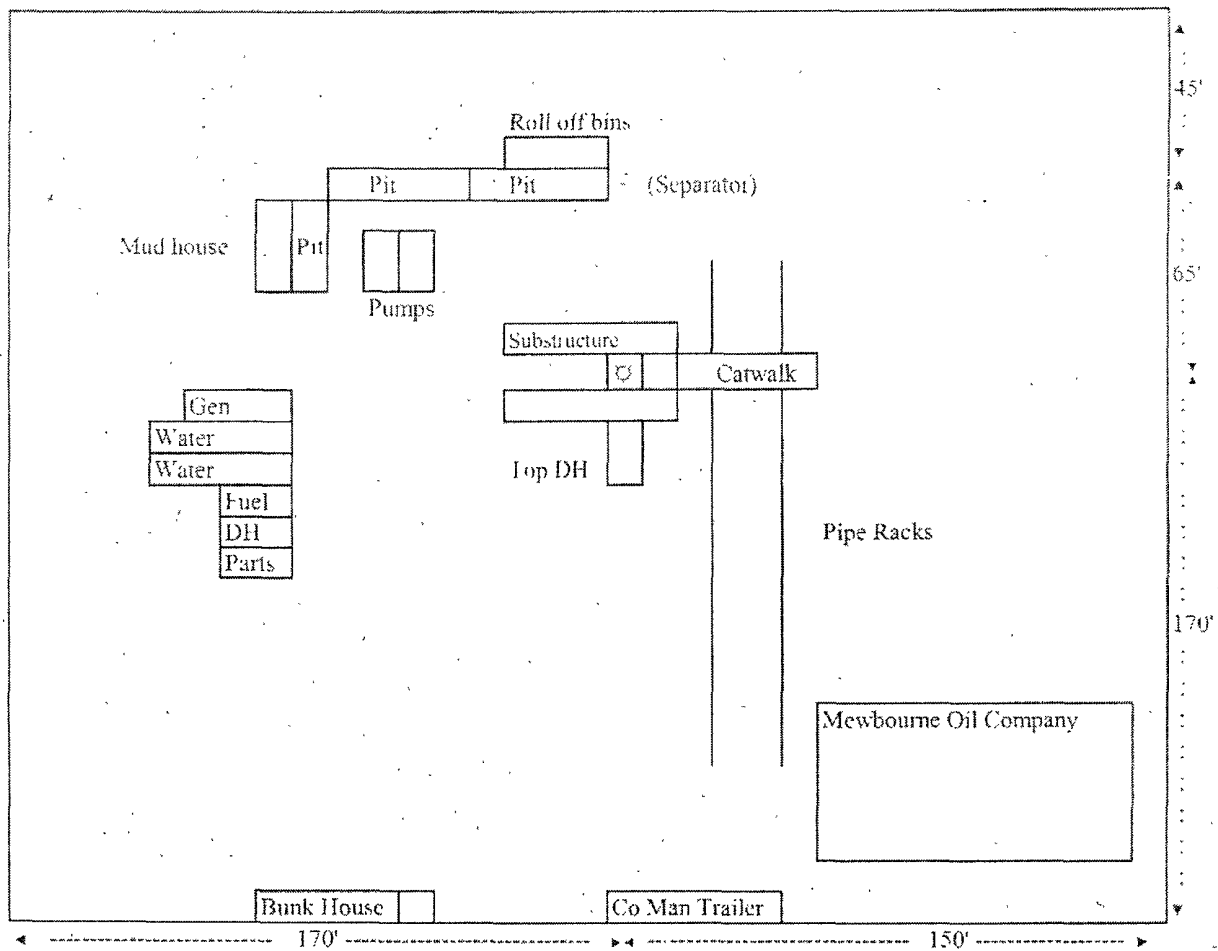 45'
Roll off bins
Pit Pit (Separator)
Mud house Pit
65'
Pumps
Substructure
Catwalk
Gen
Water
Water
Top DH
Fuel
DH
Pipe Racks
Parts
170'
Mewbourne Oil Company
Bunk House Co Man Trailer
170' 150'